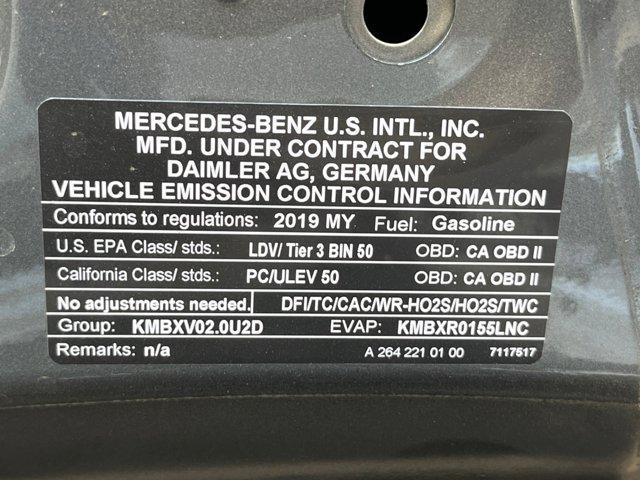 MERCEDES-BENZ U.S. INTL., INC.
MFD. UNDER CONTRACT FOR
DAIMLER AG, GERMANY
VEHICLE EMISSION CONTROL INFORMATION
Conforms to regulations: 2019 MY Fuel: Gasoline
U.S. EPA Class/ stds.: LDV/ Tier 3 BIN 50 OBD: CA OBD II
California Class/ stds.: PC/ULEV 50 OBD: CA OBD II
No adjustments needed. DFI/TC/CAC/WR-HO2S/HO2S/TWC
Group: KMBXV02.0U2D EVAP: KMBXR0155LNC
Remarks: n/a A 264 221 01 00 7117517